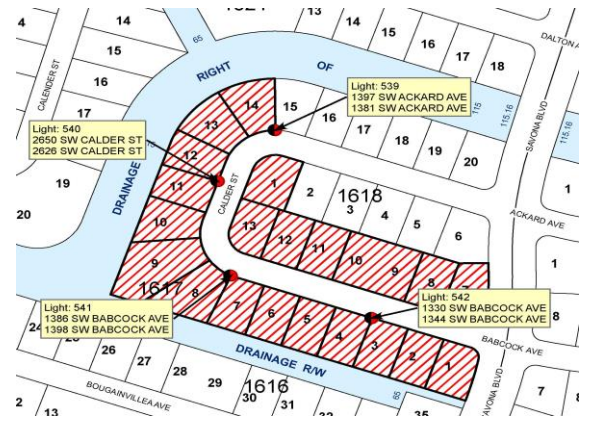 13
14
15
16
17
18
DALTON A
4
14
15
16
17
65
CALENDER ST
RIGHT
OF
Light: 539
1397 SW ACKARD AVE
1381 SW ACKARD AVE
115
115.16
115.16
SAVONA BLVD
14
15
16
17
18
19
20
13
12
11
10
Light: 540
2650 SW CALDER ST
2626 SW CALDER ST
15
19
20
DRAINAGE
CALDER ST
1
2
3
4
5
6
1618
1
ACKARD AVE
13
12
11
10
9
8
1
1617
8
7
6
5
4
3
2
1
Light: 541
1386 SW BABCOCK AVE
1398 SW BABCOCK AVE
Light: 542
1330 SW BABCOCK AVE
1344 SW BABCOCK AVE
8
BABCOCK AVE
DRAINAGE R/W
24
26
27
28
29
30
31
1616
BOUGAINVILLEA AVE
2
12
13
65
35
AVONA BLVD
7